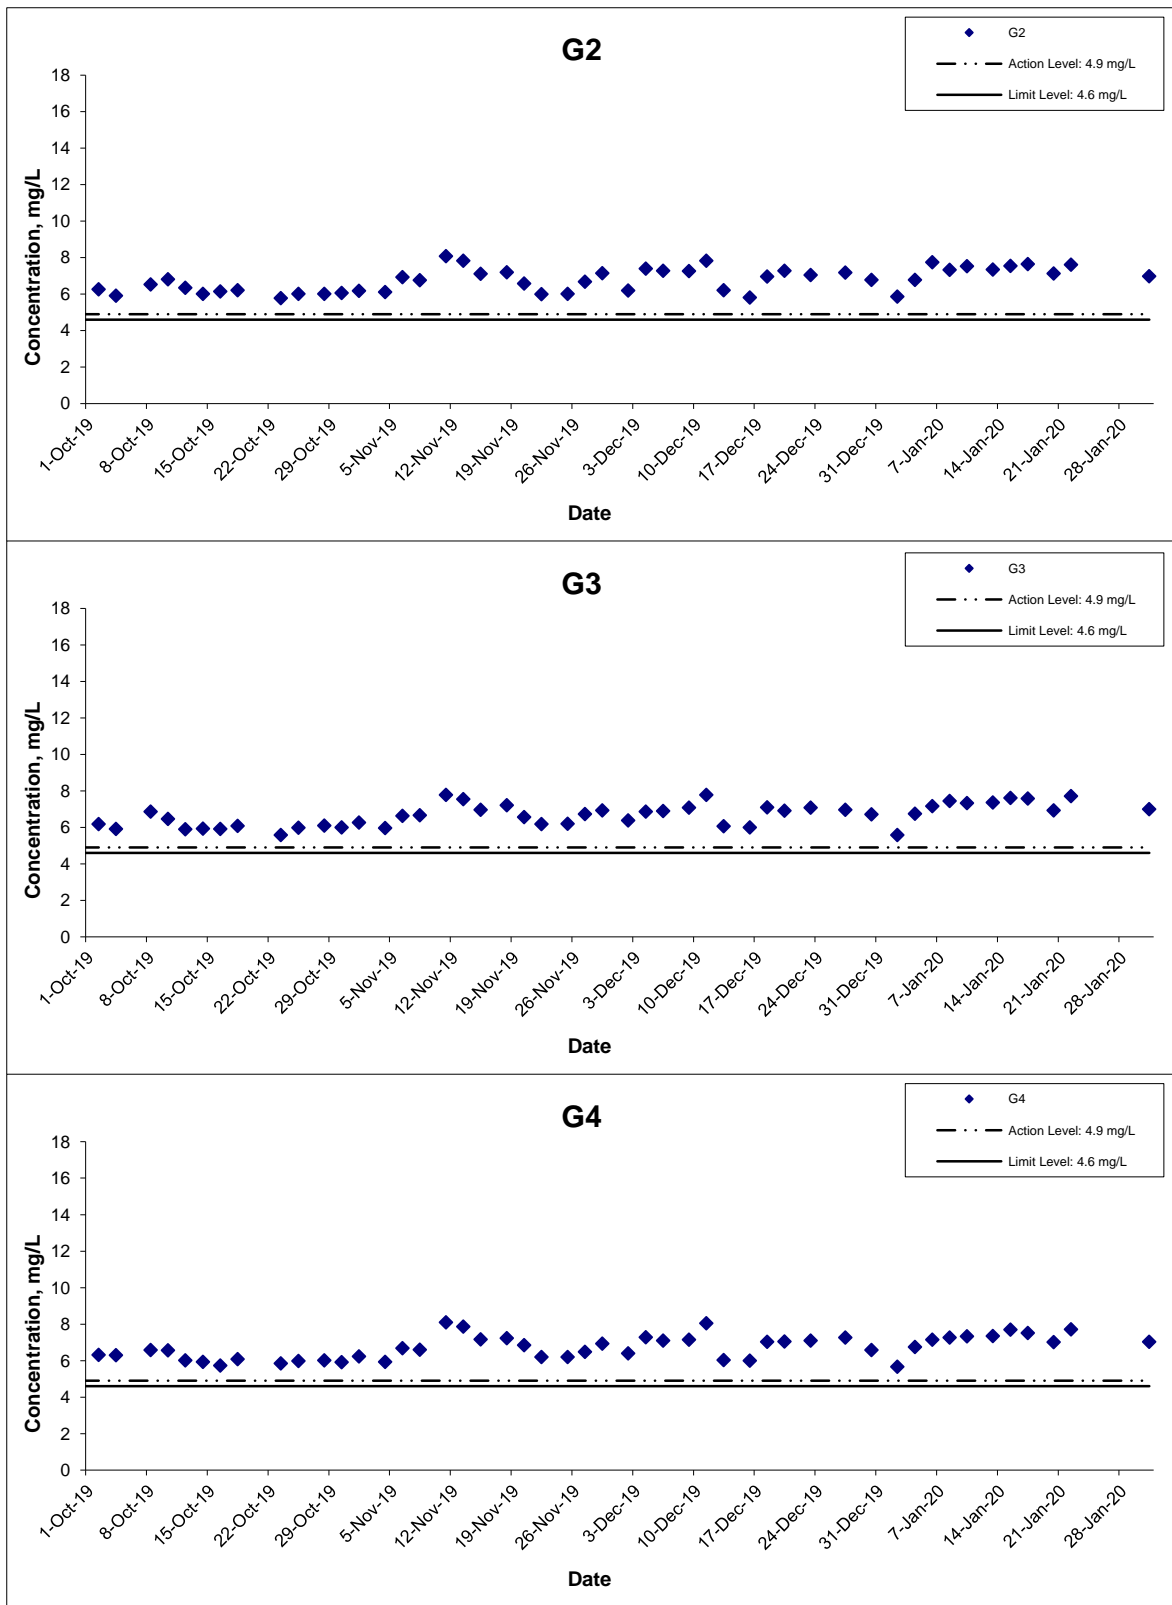 G2
G2
Action Level: 4.9 mg/L
Limit Level: 4.6 mg/L
Concentration, mg/L
18
16
14
12
10
8
6
4
2
0
1-Oct-19 8-Oct-19 15-Oct-19 22-Oct-19 29-Oct-19 5-Nov-19 12-Nov-19 19-Nov-19 26-Nov-19 3-Dec-19 10-Dec-19 17-Dec-19 24-Dec-19 31-Dec-19 7-Jan-20 14-Jan-20 21-Jan-20 28-Jan-20
Date
G3
G3
Action Level: 4.9 mg/L
Limit Level: 4.6 mg/L
Concentration, mg/L
18
16
14
12
10
8
6
4
2
0
1-Oct-19 8-Oct-19 15-Oct-19 22-Oct-19 29-Oct-19 5-Nov-19 12-Nov-19 19-Nov-19 26-Nov-19 3-Dec-19 10-Dec-19 17-Dec-19 24-Dec-19 31-Dec-19 7-Jan-20 14-Jan-20 21-Jan-20 28-Jan-20
Date
G4
G4
Action Level: 4.9 mg/L
Limit Level: 4.6 mg/L
Concentration, mg/L
18
16
14
12
10
8
6
4
2
0
1-Oct-19 8-Oct-19 15-Oct-19 22-Oct-19 29-Oct-19 5-Nov-19 12-Nov-19 19-Nov-19 26-Nov-19 3-Dec-19 10-Dec-19 17-Dec-19 24-Dec-19 31-Dec-19 7-Jan-20 14-Jan-20 21-Jan-20 28-Jan-20
Date